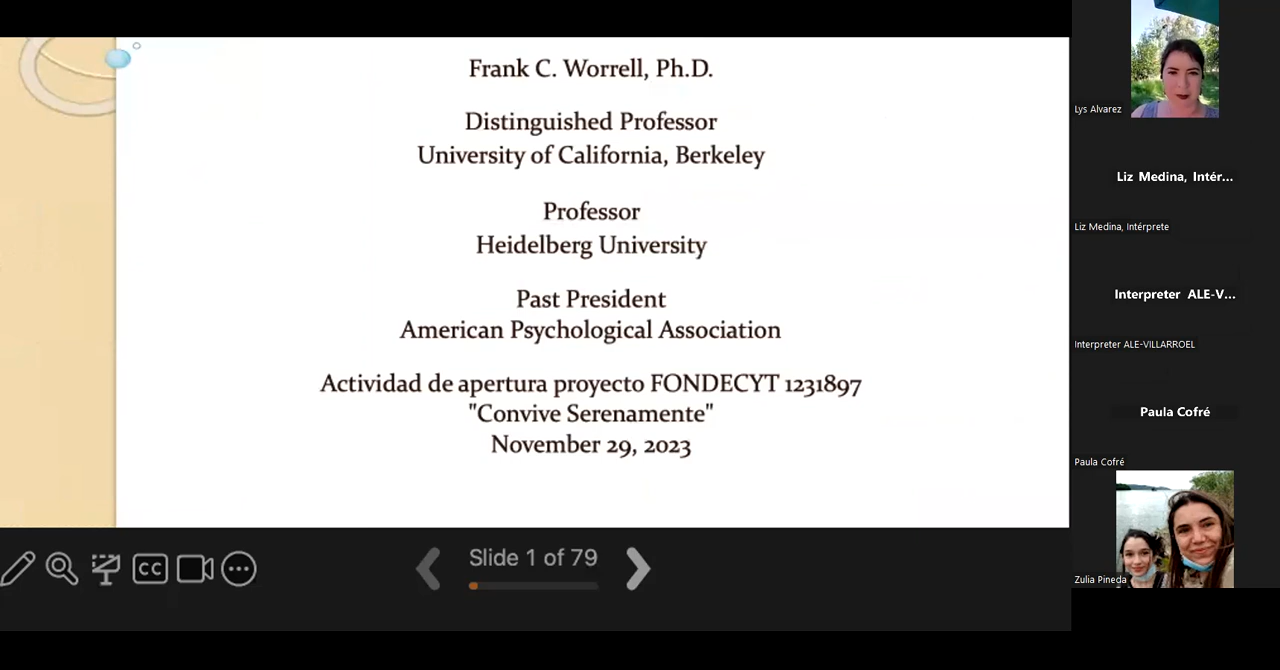 Frank C. Worrell, Ph.D.
Distinguished Professor
University of California, Berkeley
Professor
Heidelberg University
Past President
American Psychological Association
Actividad de apertura proyecto FONDECYT 1231897
"Convive Serenamente"
November 29, 2023
CC
Slide 1 of 79
Lys Alvarez
Liz Medina, Intér...
Liz Medina, Intérprete
Interpreter ALE-V...
Interpreter ALE-VILLARROEL
Paula Cofré
Paula Cofré
Zulia Pineda